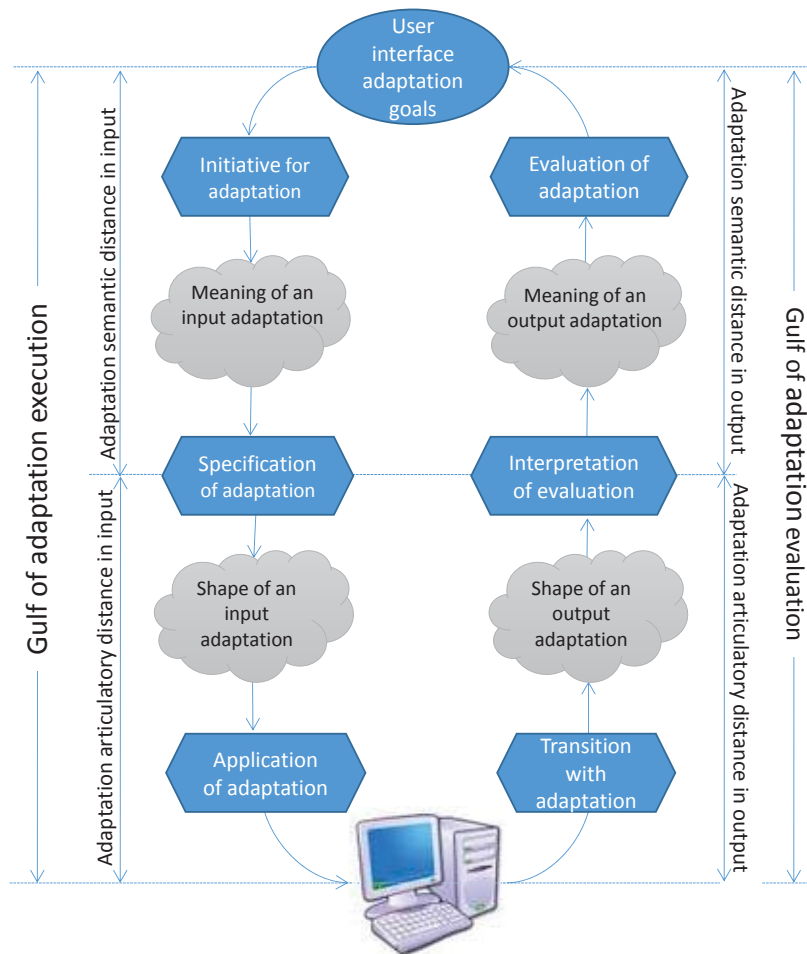 User
interface
adaptation
goals
Initiative for
adaptation
Evaluation of
adaptation
Meaning of an
input adaptation
Meaning of an
output adaptation
Specification
of adaptation
Interpretation
of evaluation
Shape of an
input
adaptation
Shape of an
output
adaptation
Application
of adaptation
Transition
with
adaptation
Gulf of adaptation execution
Adaptation semantic distance in input
Adaptation articulatory distance in input
Adaptation semantic distance in output
Adaptation articulatory distance in output
Gulf of adaptation evaluation